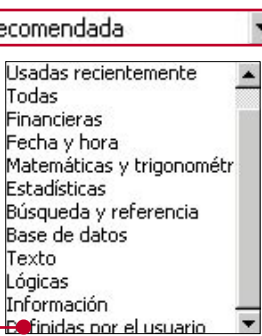 ecomendada
Usadas recientemente
Todas
Financieras
Fecha y hora
Matemáticas y trigonométr
Estadísticas
Búsqueda y referencia
Base de datos
Texto
Lógicas
Información
Definidas por el usuario